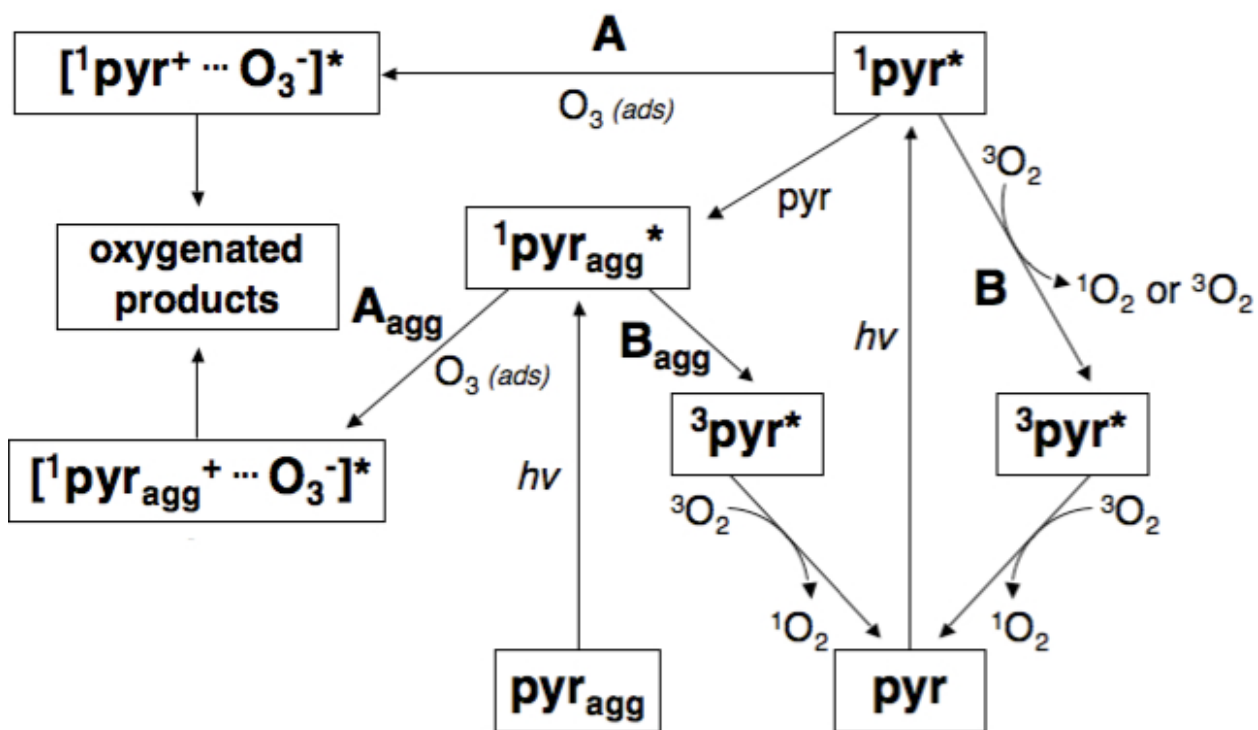 A
[¹pyr⁺ ··· O₃⁻]*
¹pyr*
O₃ (ads)
³O₂
pyr
¹pyr_agg*
oxygenated
products
A_agg
B
¹O₂ or ³O₂
B_agg
hν
O₃ (ads)
³pyr*
³pyr*
[¹pyr_agg⁺ ··· O₃⁻]*
hν
³O₂
³O₂
¹O₂
¹O₂
pyr_agg
pyr